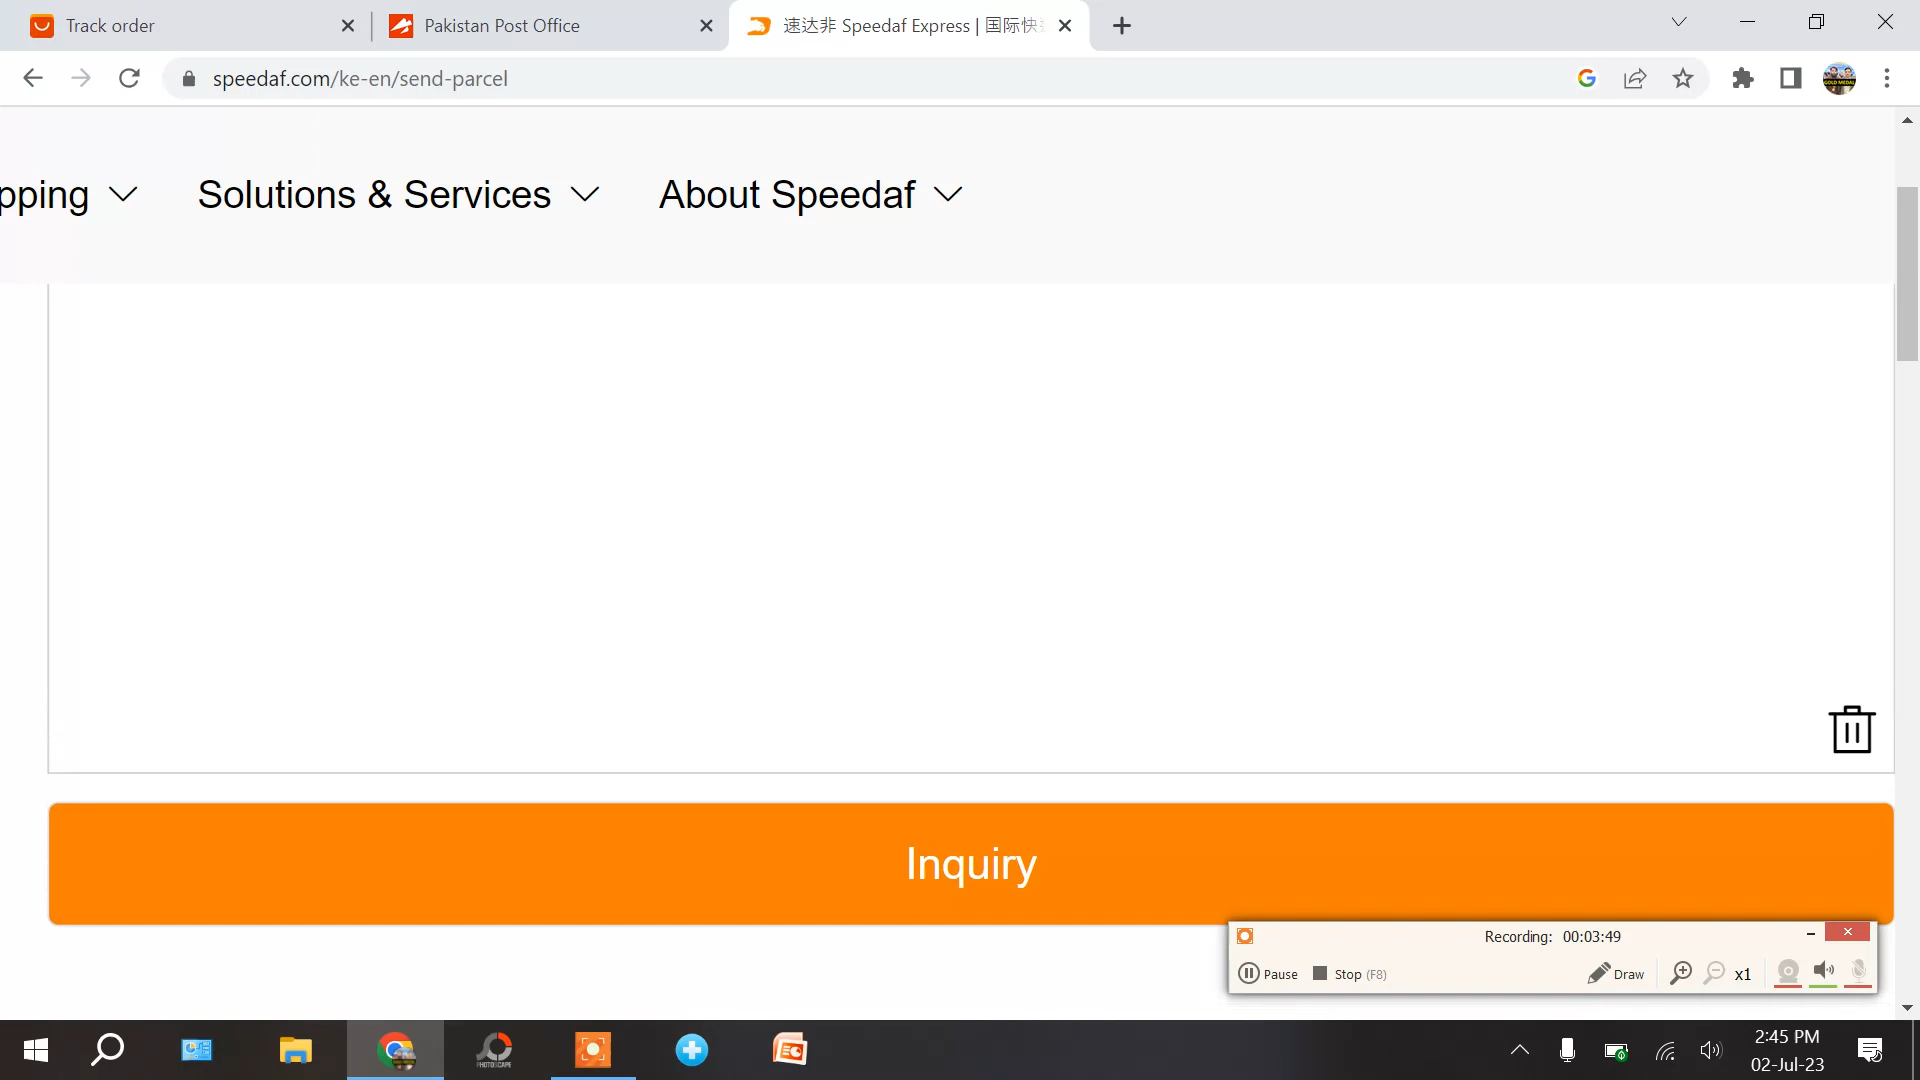 Track order
Pakistan Post Office
速达非 Speedaf Express | 国际快
speedaf.com/ke-en/send-parcel
pping
Solutions & Services
About Speedaf
Inquiry
Recording: 00:03:49
Pause
Stop (F8)
Draw
x1
PHOTOSCAPE
2:45 PM
02-Jul-23